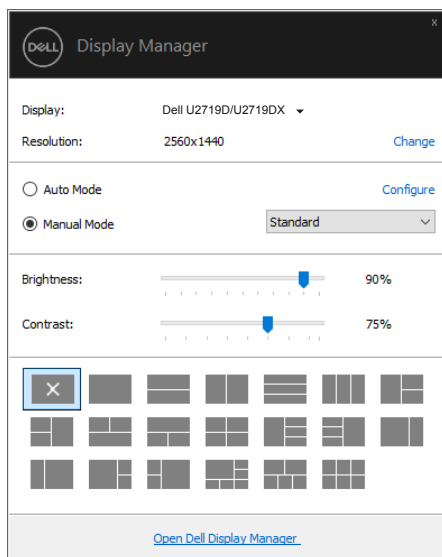 x
DELL Display Manager
Display: Dell U2719D/U2719DX
Resolution: 2560x1440 Change
Auto Mode Configure
Manual Mode Standard
Brightness: 90%
Contrast: 75%
Open Dell Display Manager